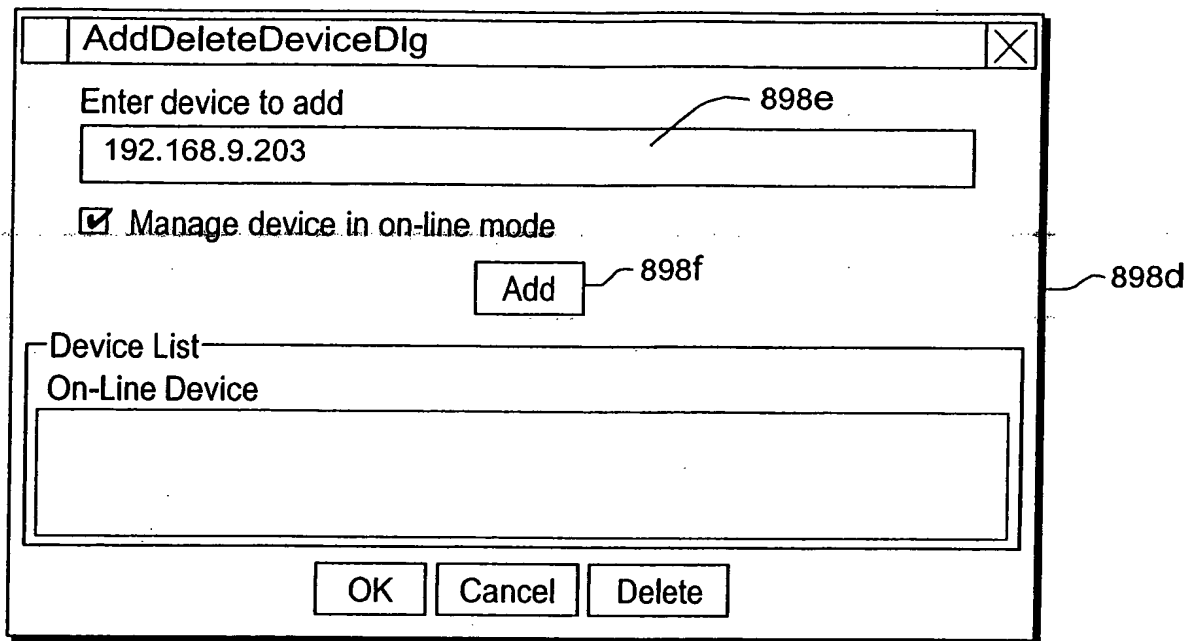 AddDeleteDeviceDlg
Enter device to add
898e
192.168.9.203
Manage device in on-line mode
Add
898f
898d
Device List
On-Line Device
OK
Cancel
Delete